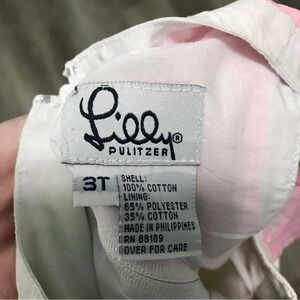 Lilly®
PULITZER
3T
SHELL:
100% COTTON
LINING:
65% POLYESTER
35% COTTON
MADE IN PHILIPPINES
RN 88189
OVER FOR CARE